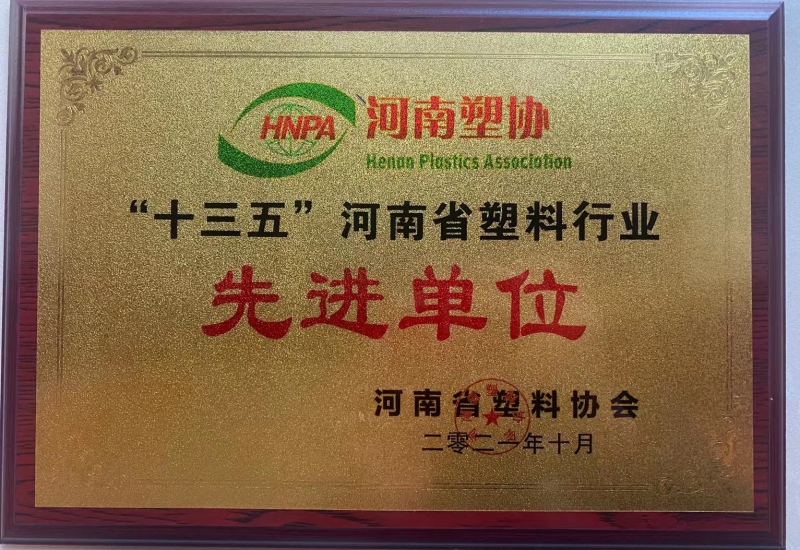 HNPA 河南塑协
Henan Plastics Association
“十三五”河南省塑料行业
先进单位
河南省塑料协会
二零二一年十月